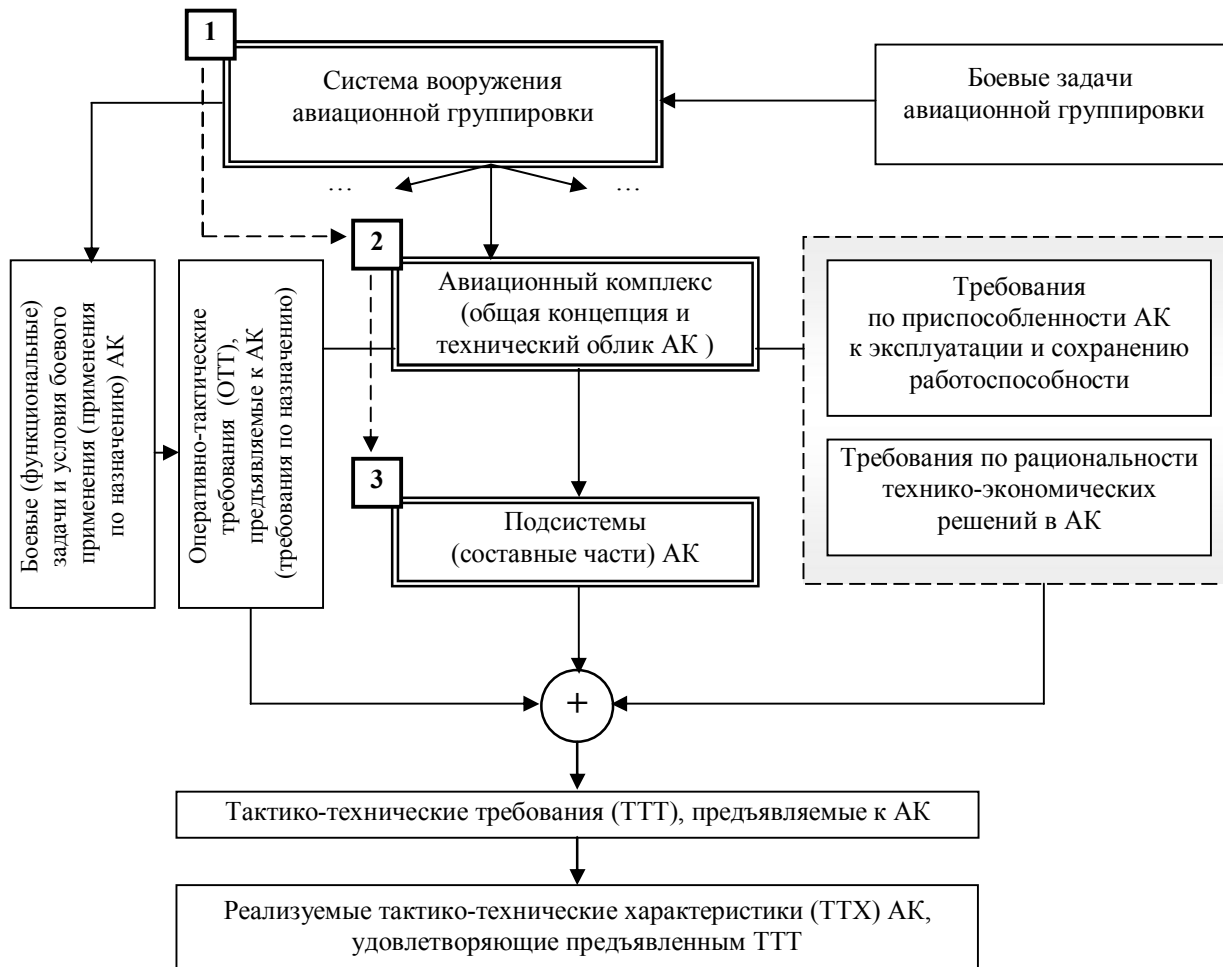 1
Система вооружения
авиационной группировки
Боевые задачи
авиационной группировки
…
…
2
Авиационный комплекс
(общая концепция и
технический облик АК )
Боевые (функциональные)
задачи и условия боевого
применения (применения
по назначению) АК
Оперативно-тактические
требования (ОТТ),
предъявляемые к АК
(требования по назначению)
Требования
по приспособленности АК
к эксплуатации и сохранению
работоспособности
Требования по рациональности
технико-экономических
решений в АК
3
Подсистемы
(составные части) АК
+
Тактико-технические требования (ТТТ), предъявляемые к АК
Реализуемые тактико-технические характеристики (ТТХ) АК,
удовлетворяющие предъявленным ТТТ